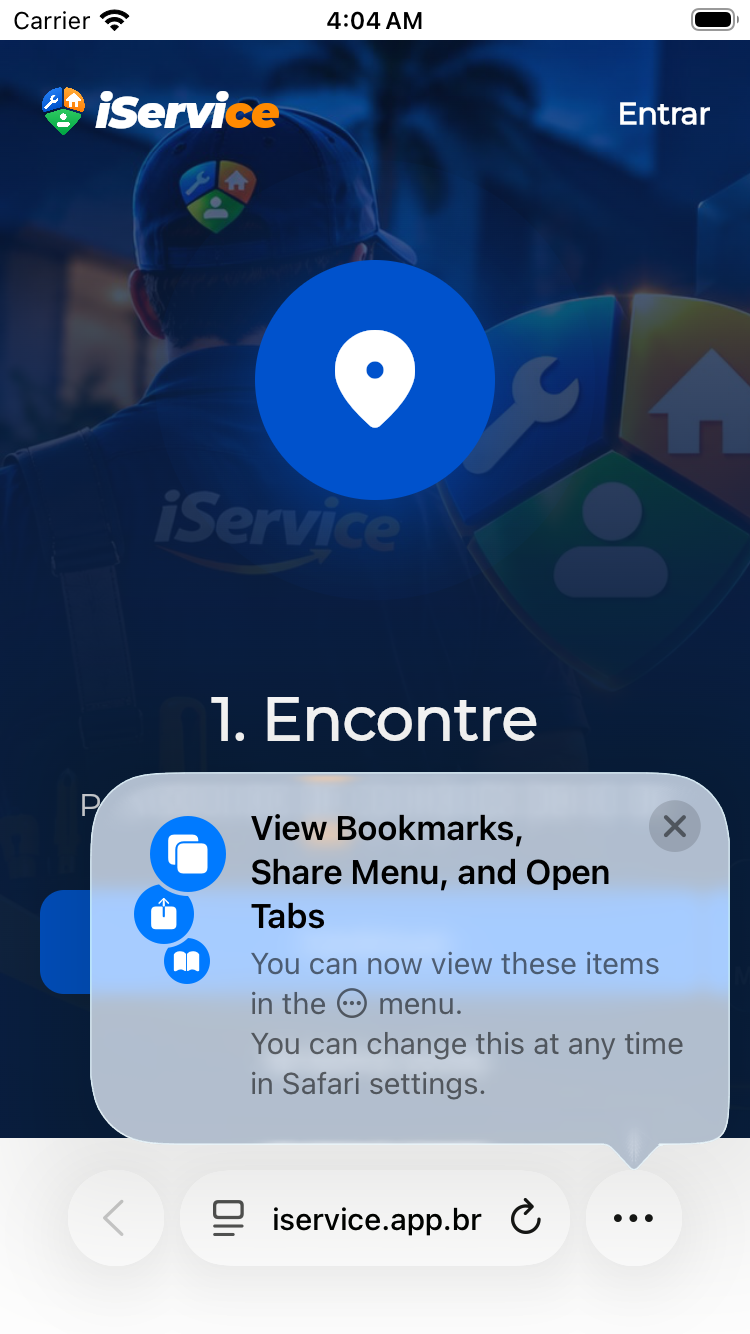 Carrier
4:04 AM
iService
Entrar
iService
1. Encontre
P
View Bookmarks,
Share Menu, and Open
Tabs
You can now view these items
in the menu.
You can change this at any time
in Safari settings.
iservice.app.br